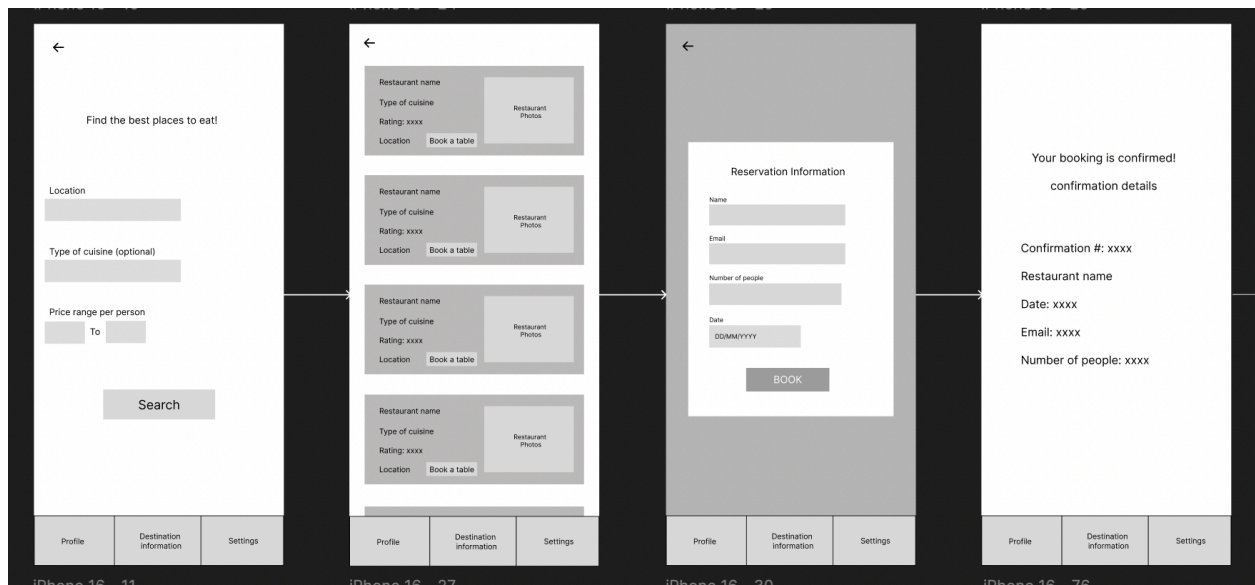 Find the best places to eat!
Location
Type of cuisine (optional)
Price range per person
To
Search
Profile
Destination
information
Settings
Restaurant name
Type of cuisine
Rating: xxxx
Location
Book a table
Restaurant
Photos
Restaurant name
Type of cuisine
Rating: xxxx
Location
Book a table
Restaurant
Photos
Restaurant name
Type of cuisine
Rating: xxxx
Location
Book a table
Restaurant
Photos
Restaurant name
Type of cuisine
Rating: xxxx
Location
Book a table
Restaurant
Photos
Profile
Destination
information
Settings
Reservation Information
Name
Email
Number of people
Date
DD/MM/YYYY
BOOK
Profile
Destination
information
Settings
Your booking is confirmed!
confirmation details
Confirmation #: xxxx
Restaurant name
Date: xxxx
Email: xxxx
Number of people: xxxx
Profile
Destination
information
Settings